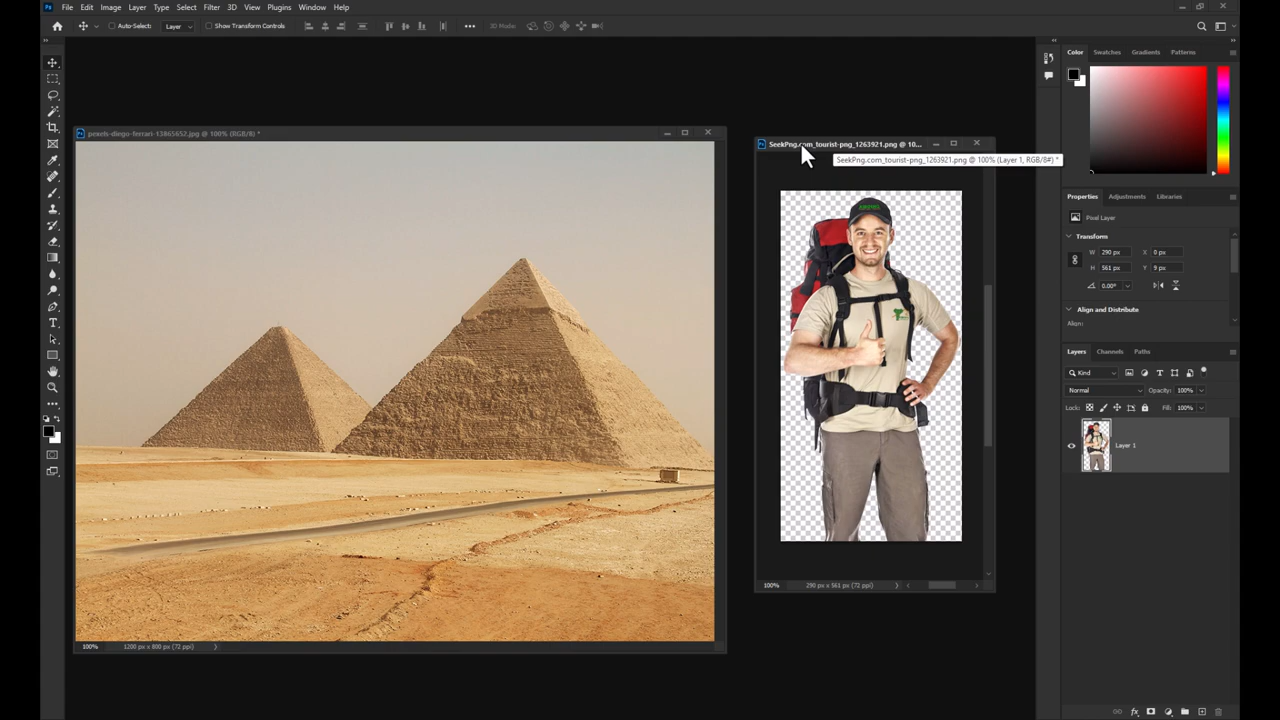 File Edit Image Layer Type Select Filter 3D View Plugins Window Help
Auto-Select: Layer Show Transform Controls 3D Mode:
pexels-diego-ferrari-13865652.jpg @ 100% (RGB/8) *
SeekPng.com_tourist-png_1263921.png @ 10...
SeekPng.com_tourist-png_1263921.png @ 100% (Layer 1, RGB/8#) *
100% 1200 px x 800 px (72 ppi)
100% 290 px x 561 px (72 ppi)
Color Swatches Gradients Patterns
Properties Adjustments Libraries
Pixel Layer
Transform
W 290 px X 0 px
H 561 px Y 9 px
0.00°
Align and Distribute
Align:
Layers Channels Paths
Kind
Normal Opacity: 100%
Lock: Fill: 100%
Layer 1